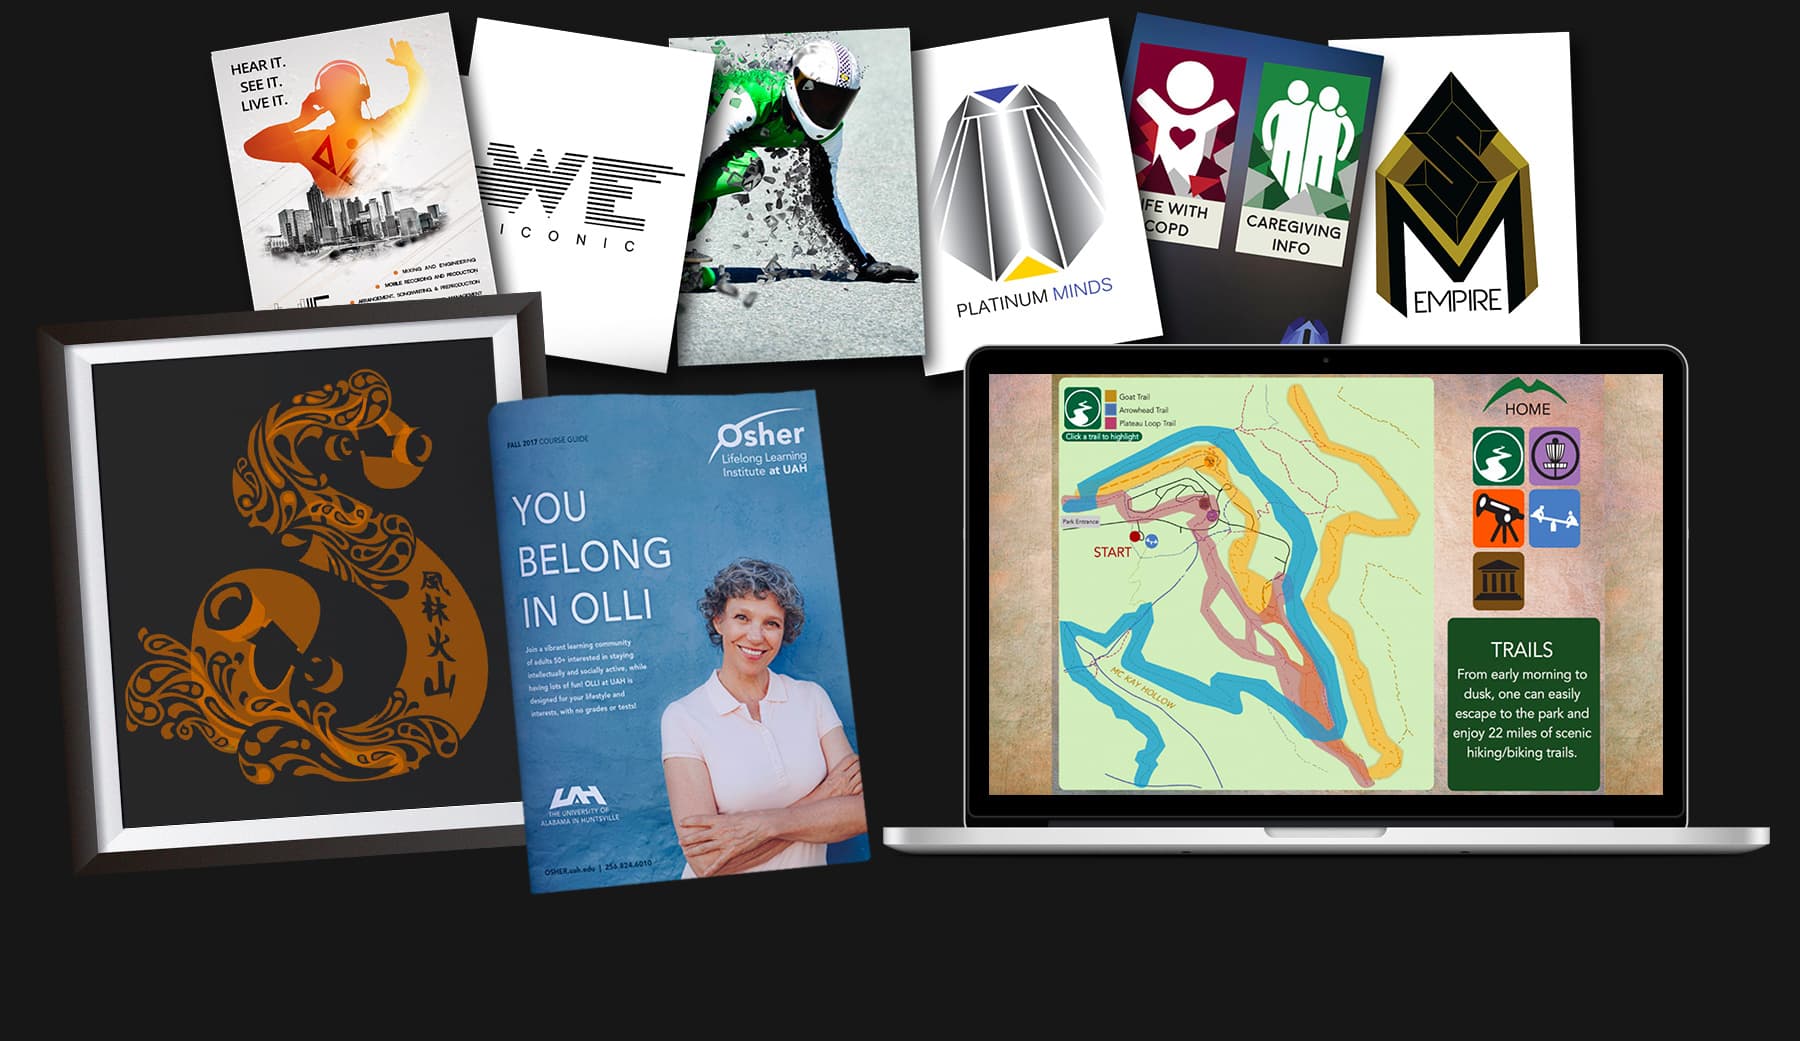 HEAR IT.
SEE IT.
LIVE IT.
MIXING AND ENGINEERING
MOBILE RECORDING AND PRODUCTION
ARRANGEMENT, SONGWRITING, & PREPRODUCTION
MANAGEMENT
WE
ICONIC
PLATINUM MINDS
IFE WITH
COPD
CAREGIVING
INFO
S
M
EMPIRE
風林火山
FALL 2017 COURSE GUIDE
Osher
Lifelong Learning
Institute at UAH
YOU
BELONG
IN OLLI
Join a vibrant learning community
of adults 50+ interested in staying
intellectually and socially active, while
having lots of fun! OLLI at UAH is
designed for your lifestyle and
interests, with no grades or tests!
UAH
THE UNIVERSITY OF
ALABAMA IN HUNTSVILLE
OSHER.uah.edu | 256.824.6010
Goat Trail
Arrowhead Trail
Plateau Loop Trail
Click a trail to highlight
Park Entrance
START
MC KAY HOLLOW
HOME
TRAILS
From early morning to
dusk, one can easily
escape to the park and
enjoy 22 miles of scenic
hiking/biking trails.